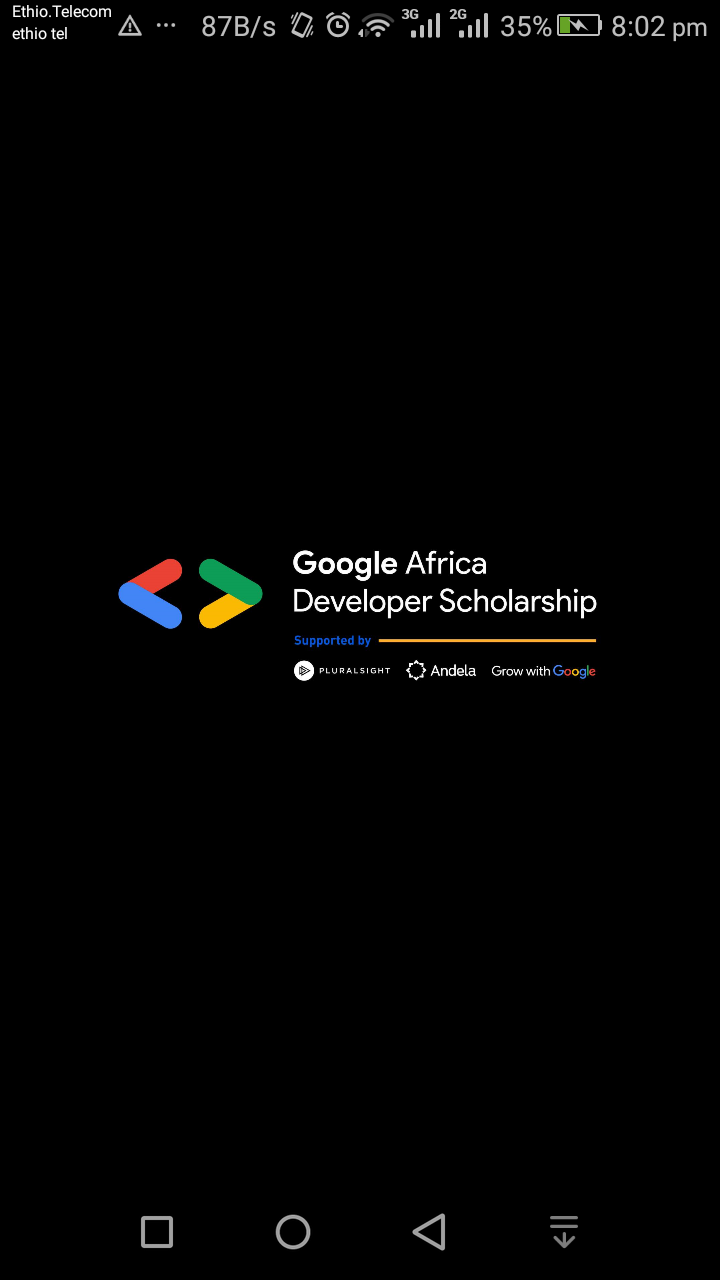 Ethio.Telecom
ethio tel
87B/s 3G 2G 35% 8:02 pm
Google Africa
Developer Scholarship
Supported by
PLURALSIGHT Andela Grow with Google